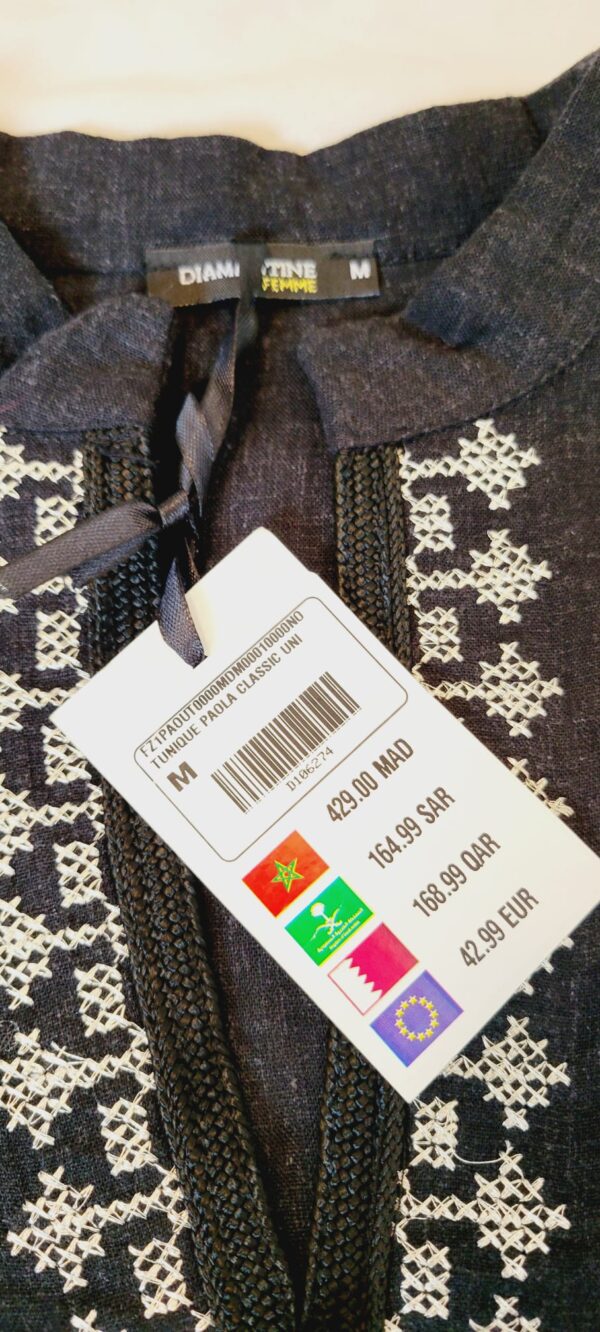 DIAMANTINE M
FEMME
FZ1PAOUT0000MDM00010000NO
TUNIQUE PAOLA CLASSIC UNI
M
D106274
429.00 MAD
164.99 SAR
168.99 QAR
42.99 EUR